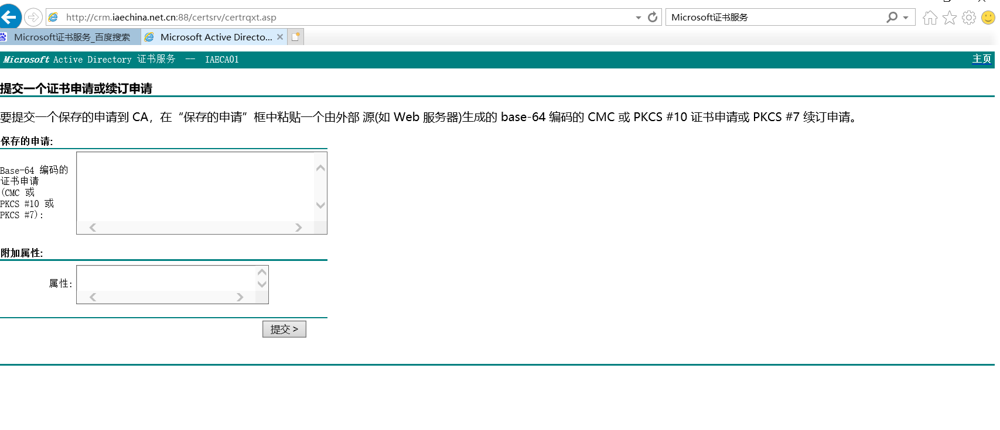 http://crm.iaechina.net.cn:88/certsrv/certrqxt.asp
Microsoft证书服务
Microsoft证书服务_百度搜索
Microsoft Active Directo...
Microsoft Active Directory 证书服务 -- IAECA01
主页
提交一个证书申请或续订申请
要提交一个保存的申请到 CA，在“保存的申请”框中粘贴一个由外部 源(如 Web 服务器)生成的 base-64 编码的 CMC 或 PKCS #10 证书申请或 PKCS #7 续订申请。
保存的申请:
Base-64 编码的
证书申请
(CMC 或
PKCS #10 或
PKCS #7):
附加属性:
属性:
提交 >